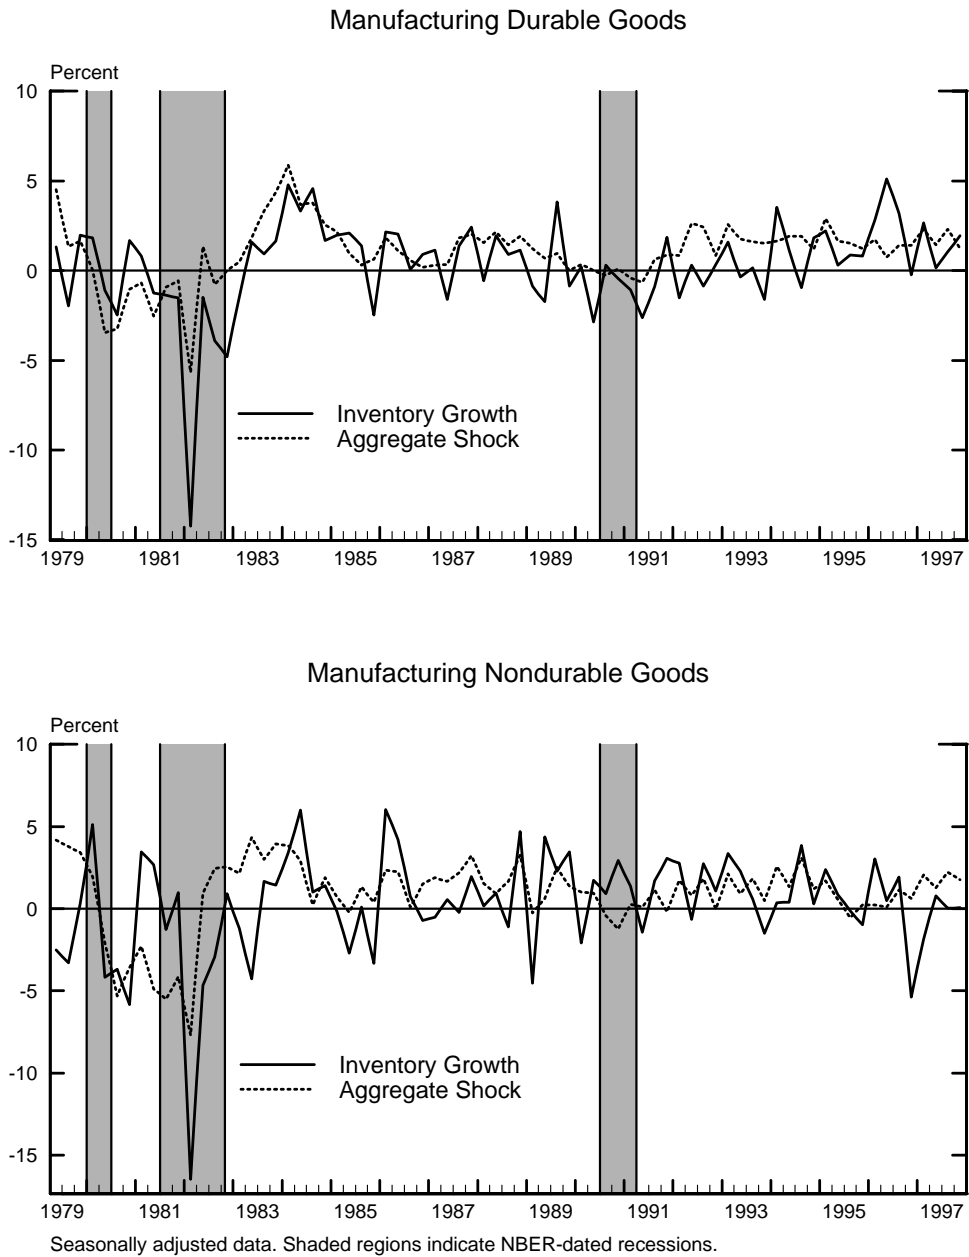 Manufacturing Durable Goods
Percent
10
5
0
-5
-10
-15
Inventory Growth
Aggregate Shock
1979 1981 1983 1985 1987 1989 1991 1993 1995 1997
Manufacturing Nondurable Goods
Percent
10
5
0
-5
-10
-15
Inventory Growth
Aggregate Shock
1979 1981 1983 1985 1987 1989 1991 1993 1995 1997
Seasonally adjusted data. Shaded regions indicate NBER-dated recessions.